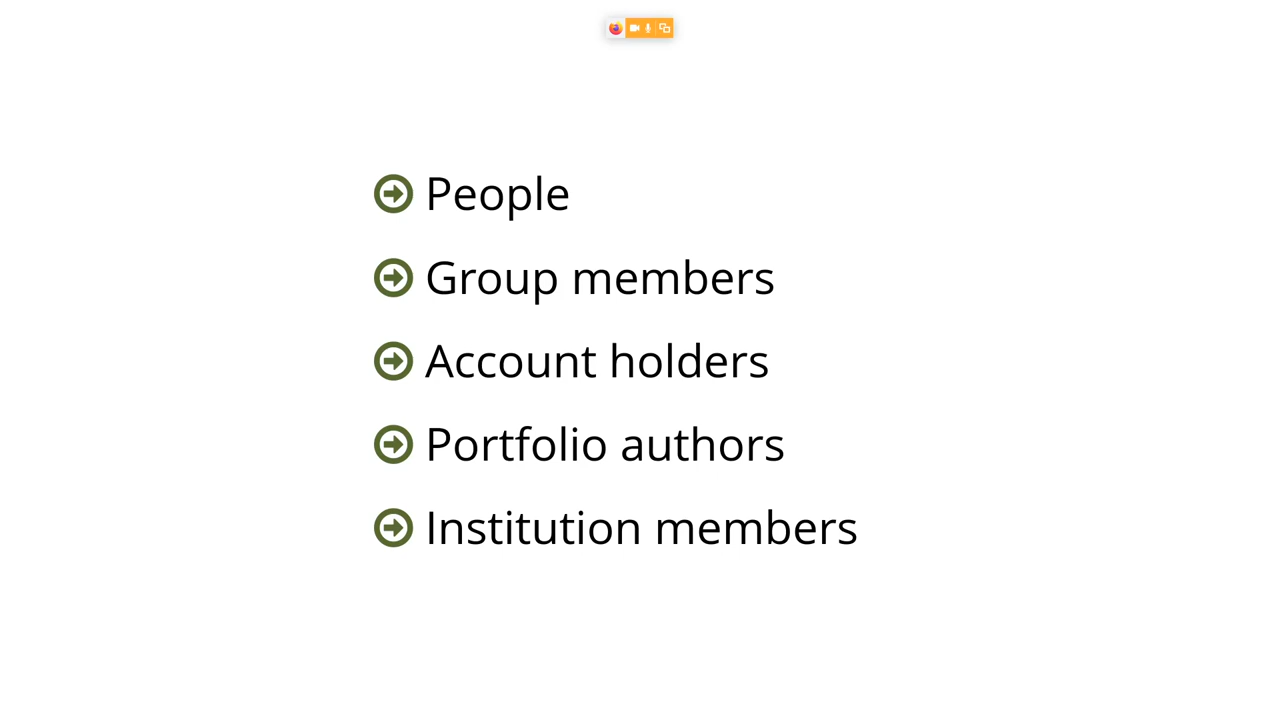 People
Group members
Account holders
Portfolio authors
Institution members